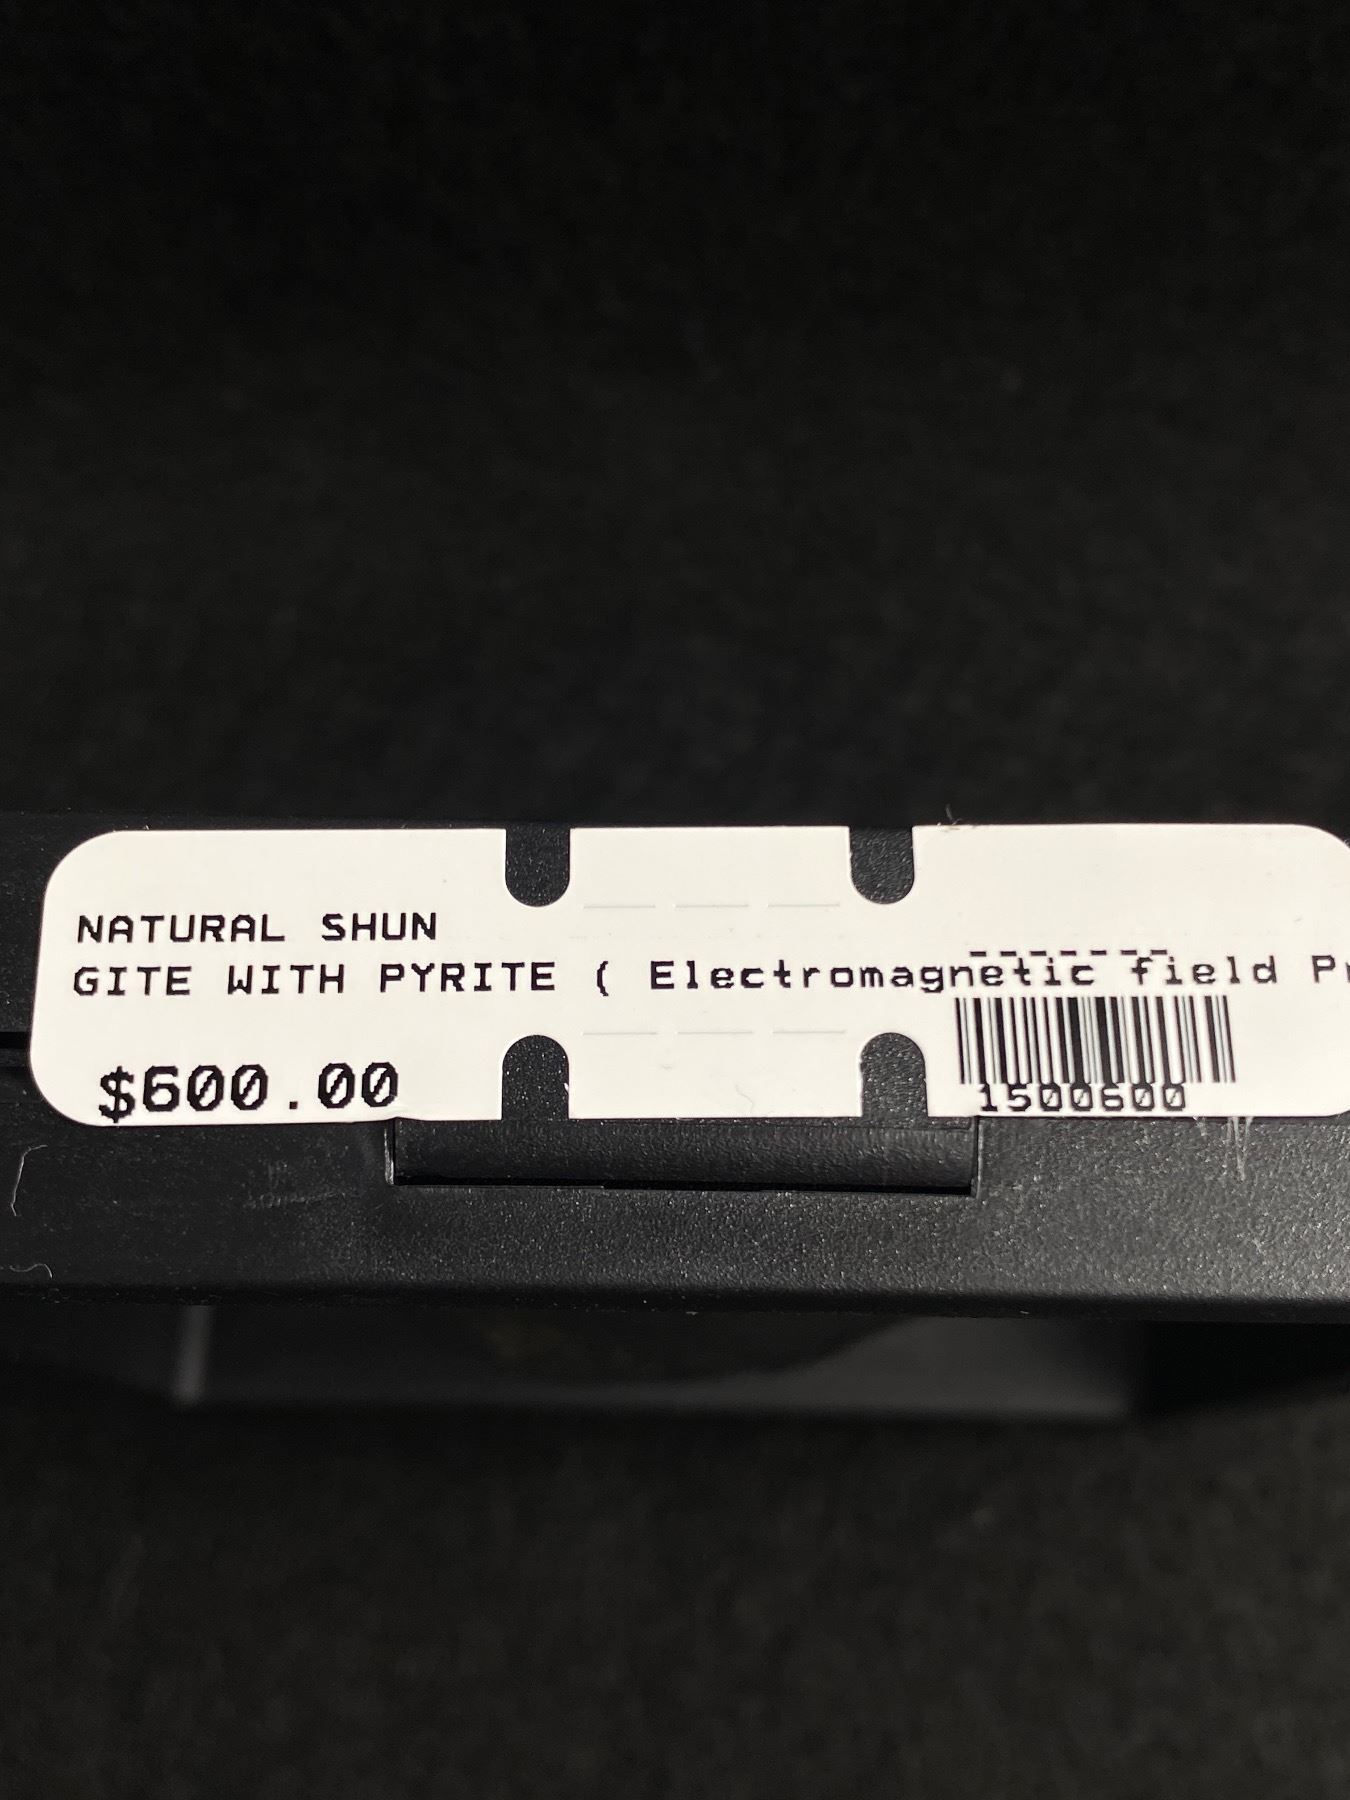 NATURAL SHUN
GITE WITH PYRITE ( Electromagnetic field
$600.00
1500600